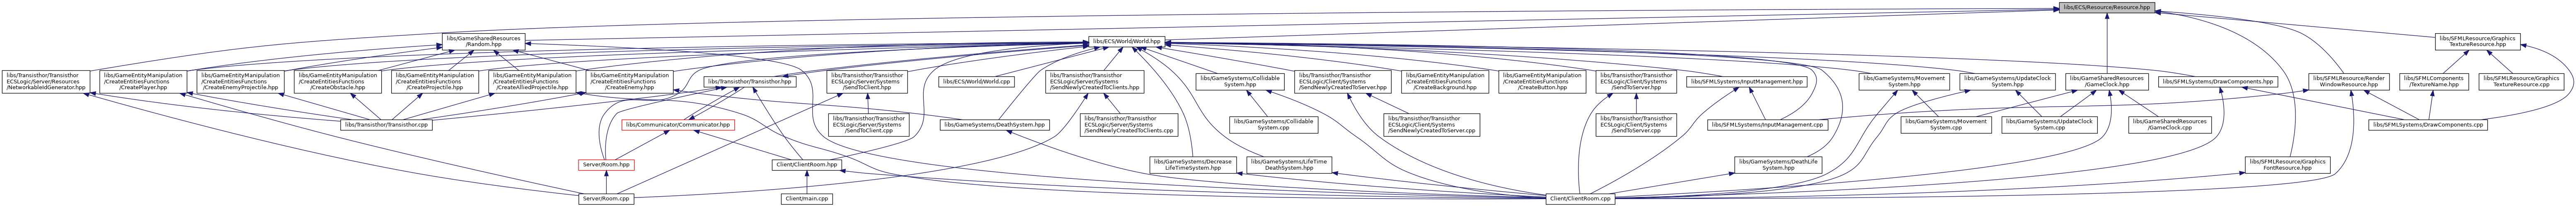 libs/ECS/Resource/Resource.hpp
libs/GameSharedResources
/Random.hpp
libs/ECS/World/World.hpp
libs/SFMLResource/Graphics
TextureResource.hpp
libs/Transisthor/Transisthor
ECSLogic/Server/Resources
/NetworkableIdGenerator.hpp
libs/GameEntityManipulation
/CreateEntitiesFunctions
/CreatePlayer.hpp
libs/GameEntityManipulation
/CreateEntitiesFunctions
/CreateEnemyProjectile.hpp
libs/GameEntityManipulation
/CreateEntitiesFunctions
/CreateObstacle.hpp
libs/GameEntityManipulation
/CreateEntitiesFunctions
/CreateProjectile.hpp
libs/GameEntityManipulation
/CreateEntitiesFunctions
/CreateAlliedProjectile.hpp
libs/GameEntityManipulation
/CreateEntitiesFunctions
/CreateEnemy.hpp
libs/Transisthor/Transisthor.hpp
libs/Transisthor/Transisthor
ECSLogic/Server/Systems
/SendToClient.hpp
libs/ECS/World/World.cpp
libs/Transisthor/Transisthor
ECSLogic/Server/Systems
/SendNewlyCreatedToClients.hpp
libs/GameSystems/Collidable
System.hpp
libs/Transisthor/Transisthor
ECSLogic/Client/Systems
/SendNewlyCreatedToServer.hpp
libs/GameEntityManipulation
/CreateEntitiesFunctions
/CreateBackground.hpp
libs/GameEntityManipulation
/CreateEntitiesFunctions
/CreateButton.hpp
libs/Transisthor/Transisthor
ECSLogic/Client/Systems
/SendToServer.hpp
libs/SFMLSystems/InputManagement.hpp
libs/GameSystems/Movement
System.hpp
libs/GameSystems/UpdateClock
System.hpp
libs/GameSharedResources
/GameClock.hpp
libs/SFMLSystems/DrawComponents.hpp
libs/SFMLResource/Render
WindowResource.hpp
libs/SFMLComponents
/TextureName.hpp
libs/SFMLResource/Graphics
TextureResource.cpp
libs/Transisthor/Transisthor.cpp
libs/Communicator/Communicator.hpp
libs/Transisthor/Transisthor
ECSLogic/Server/Systems
/SendToClient.cpp
libs/GameSystems/DeathSystem.hpp
libs/Transisthor/Transisthor
ECSLogic/Server/Systems
/SendNewlyCreatedToClients.cpp
libs/GameSystems/Collidable
System.cpp
libs/Transisthor/Transisthor
ECSLogic/Client/Systems
/SendNewlyCreatedToServer.cpp
libs/Transisthor/Transisthor
ECSLogic/Client/Systems
/SendToServer.cpp
libs/SFMLSystems/InputManagement.cpp
libs/GameSystems/Movement
System.cpp
libs/GameSystems/UpdateClock
System.cpp
libs/GameSharedResources
/GameClock.cpp
libs/SFMLSystems/DrawComponents.cpp
Server/Room.hpp
Client/ClientRoom.hpp
libs/GameSystems/Decrease
LifeTimeSystem.hpp
libs/GameSystems/LifeTime
DeathSystem.hpp
libs/GameSystems/DeathLife
System.hpp
libs/SFMLResource/Graphics
FontResource.hpp
Server/Room.cpp
Client/main.cpp
Client/ClientRoom.cpp